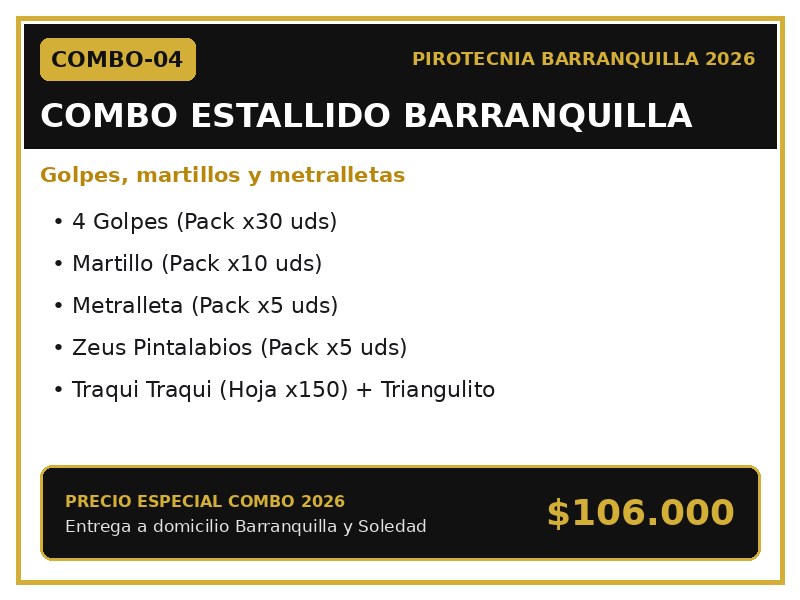 COMBO-04
PIROTECNIA BARRANQUILLA 2026
COMBO ESTALLIDO BARRANQUILLA
Golpes, martillos y metralletas
• 4 Golpes (Pack x30 uds)
• Martillo (Pack x10 uds)
• Metralleta (Pack x5 uds)
• Zeus Pintalabios (Pack x5 uds)
• Traqui Traqui (Hoja x150) + Triangulito
PRECIO ESPECIAL COMBO 2026
Entrega a domicilio Barranquilla y Soledad
$106.000